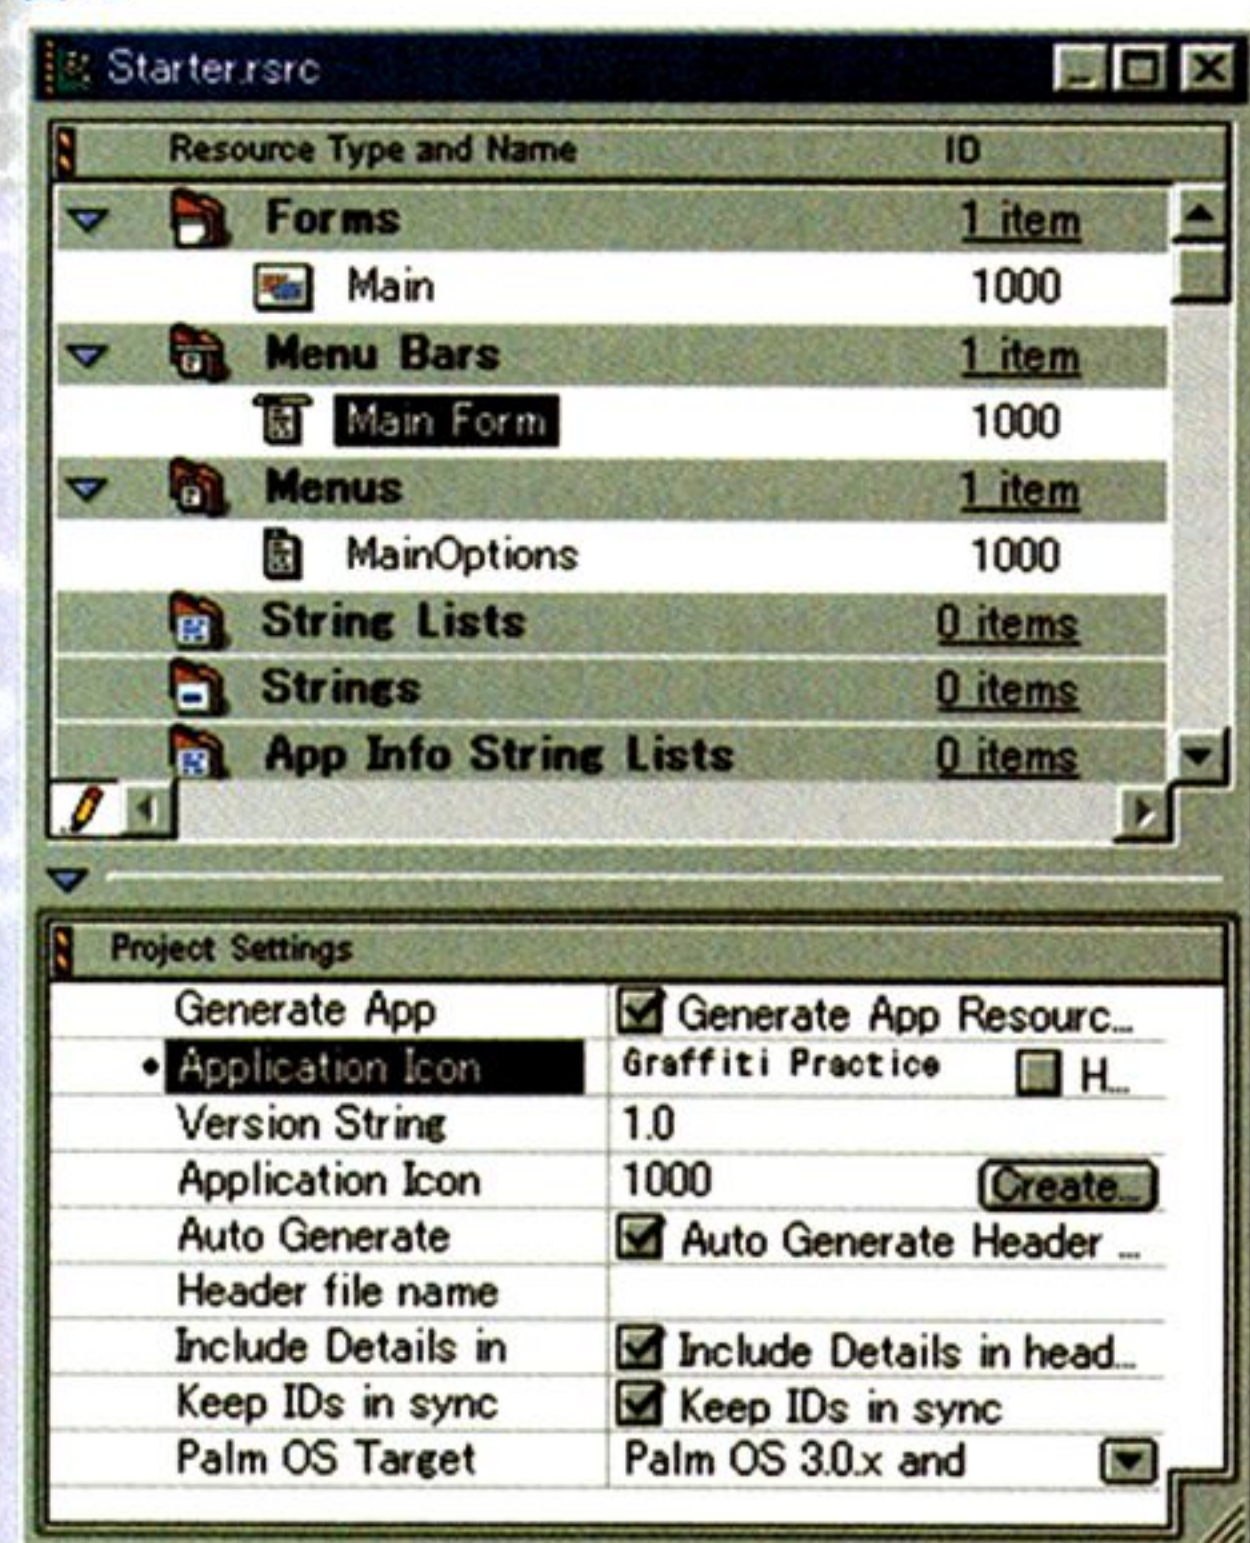 Starter.rsrc
Resource Type and Name ID
Forms 1 item
Main 1000
Menu Bars 1 item
Main Form 1000
Menus 1 item
MainOptions 1000
String Lists 0 items
Strings 0 items
App Info String Lists 0 items
Project Settings
Generate App Generate App Resourc...
Application Icon Graffiti Practice H...
Version String 1.0
Application Icon 1000 Create...
Auto Generate Auto Generate Header ...
Header file name
Include Details in Include Details in head...
Keep IDs in sync Keep IDs in sync
Palm OS Target Palm OS 3.0.x and